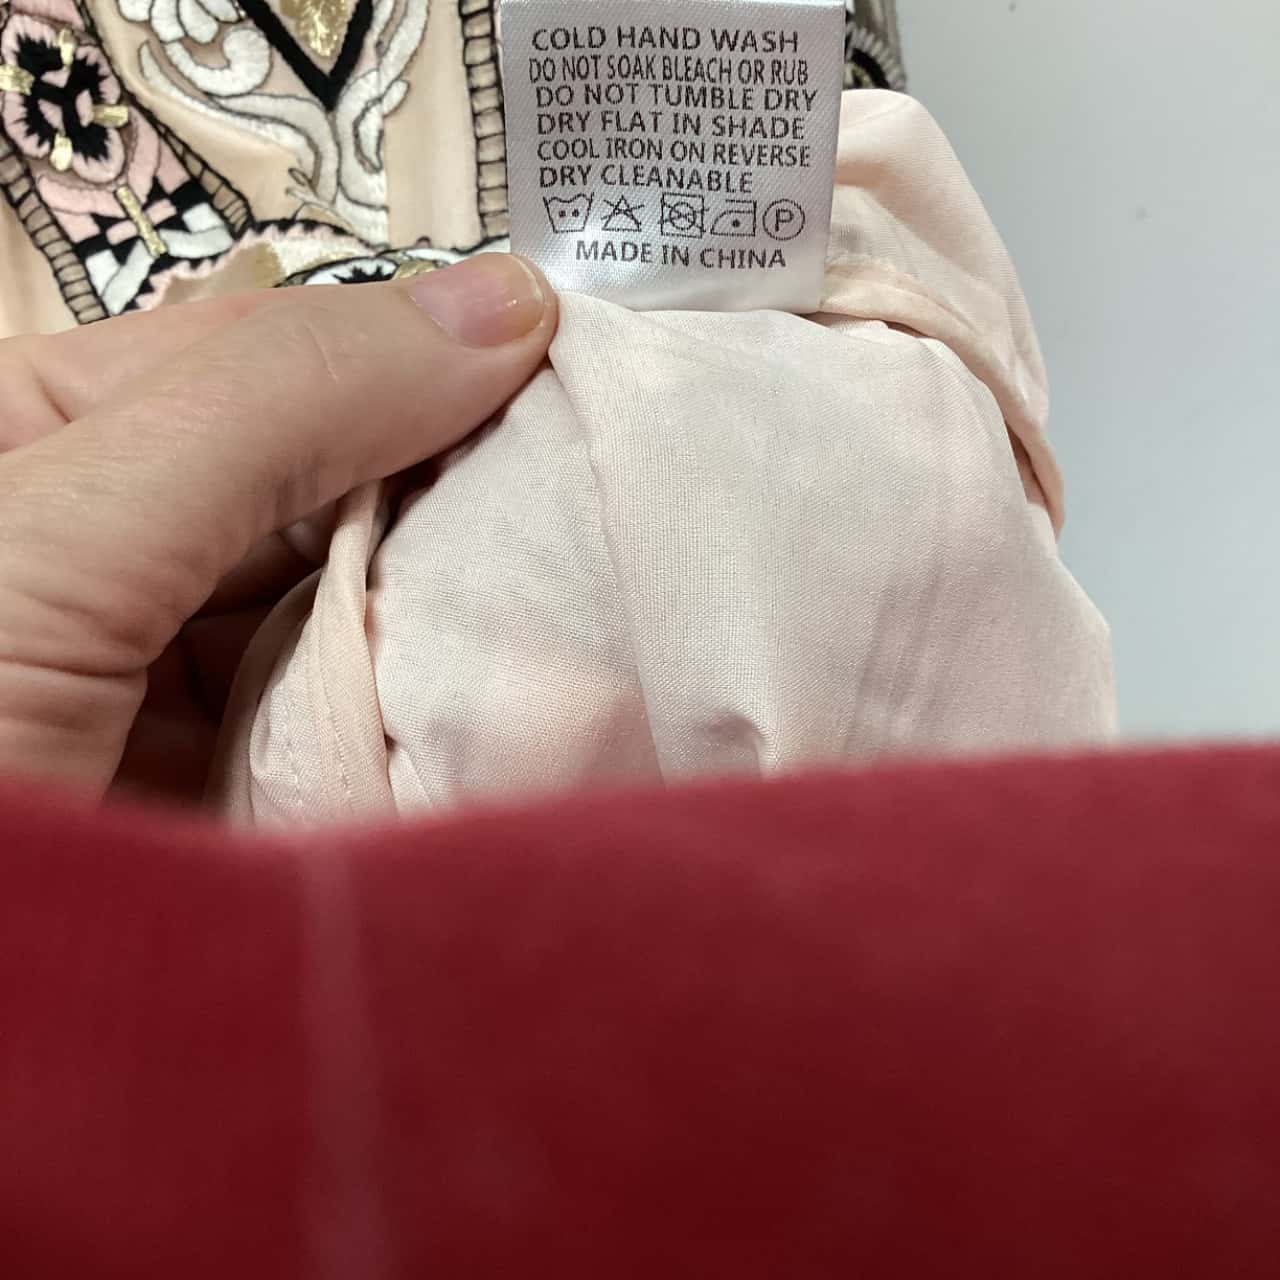 COLD HAND WASH
DO NOT SOAK BLEACH OR RUB
DO NOT TUMBLE DRY
DRY FLAT IN SHADE
COOL IRON ON REVERSE
DRY CLEANABLE
P
MADE IN CHINA